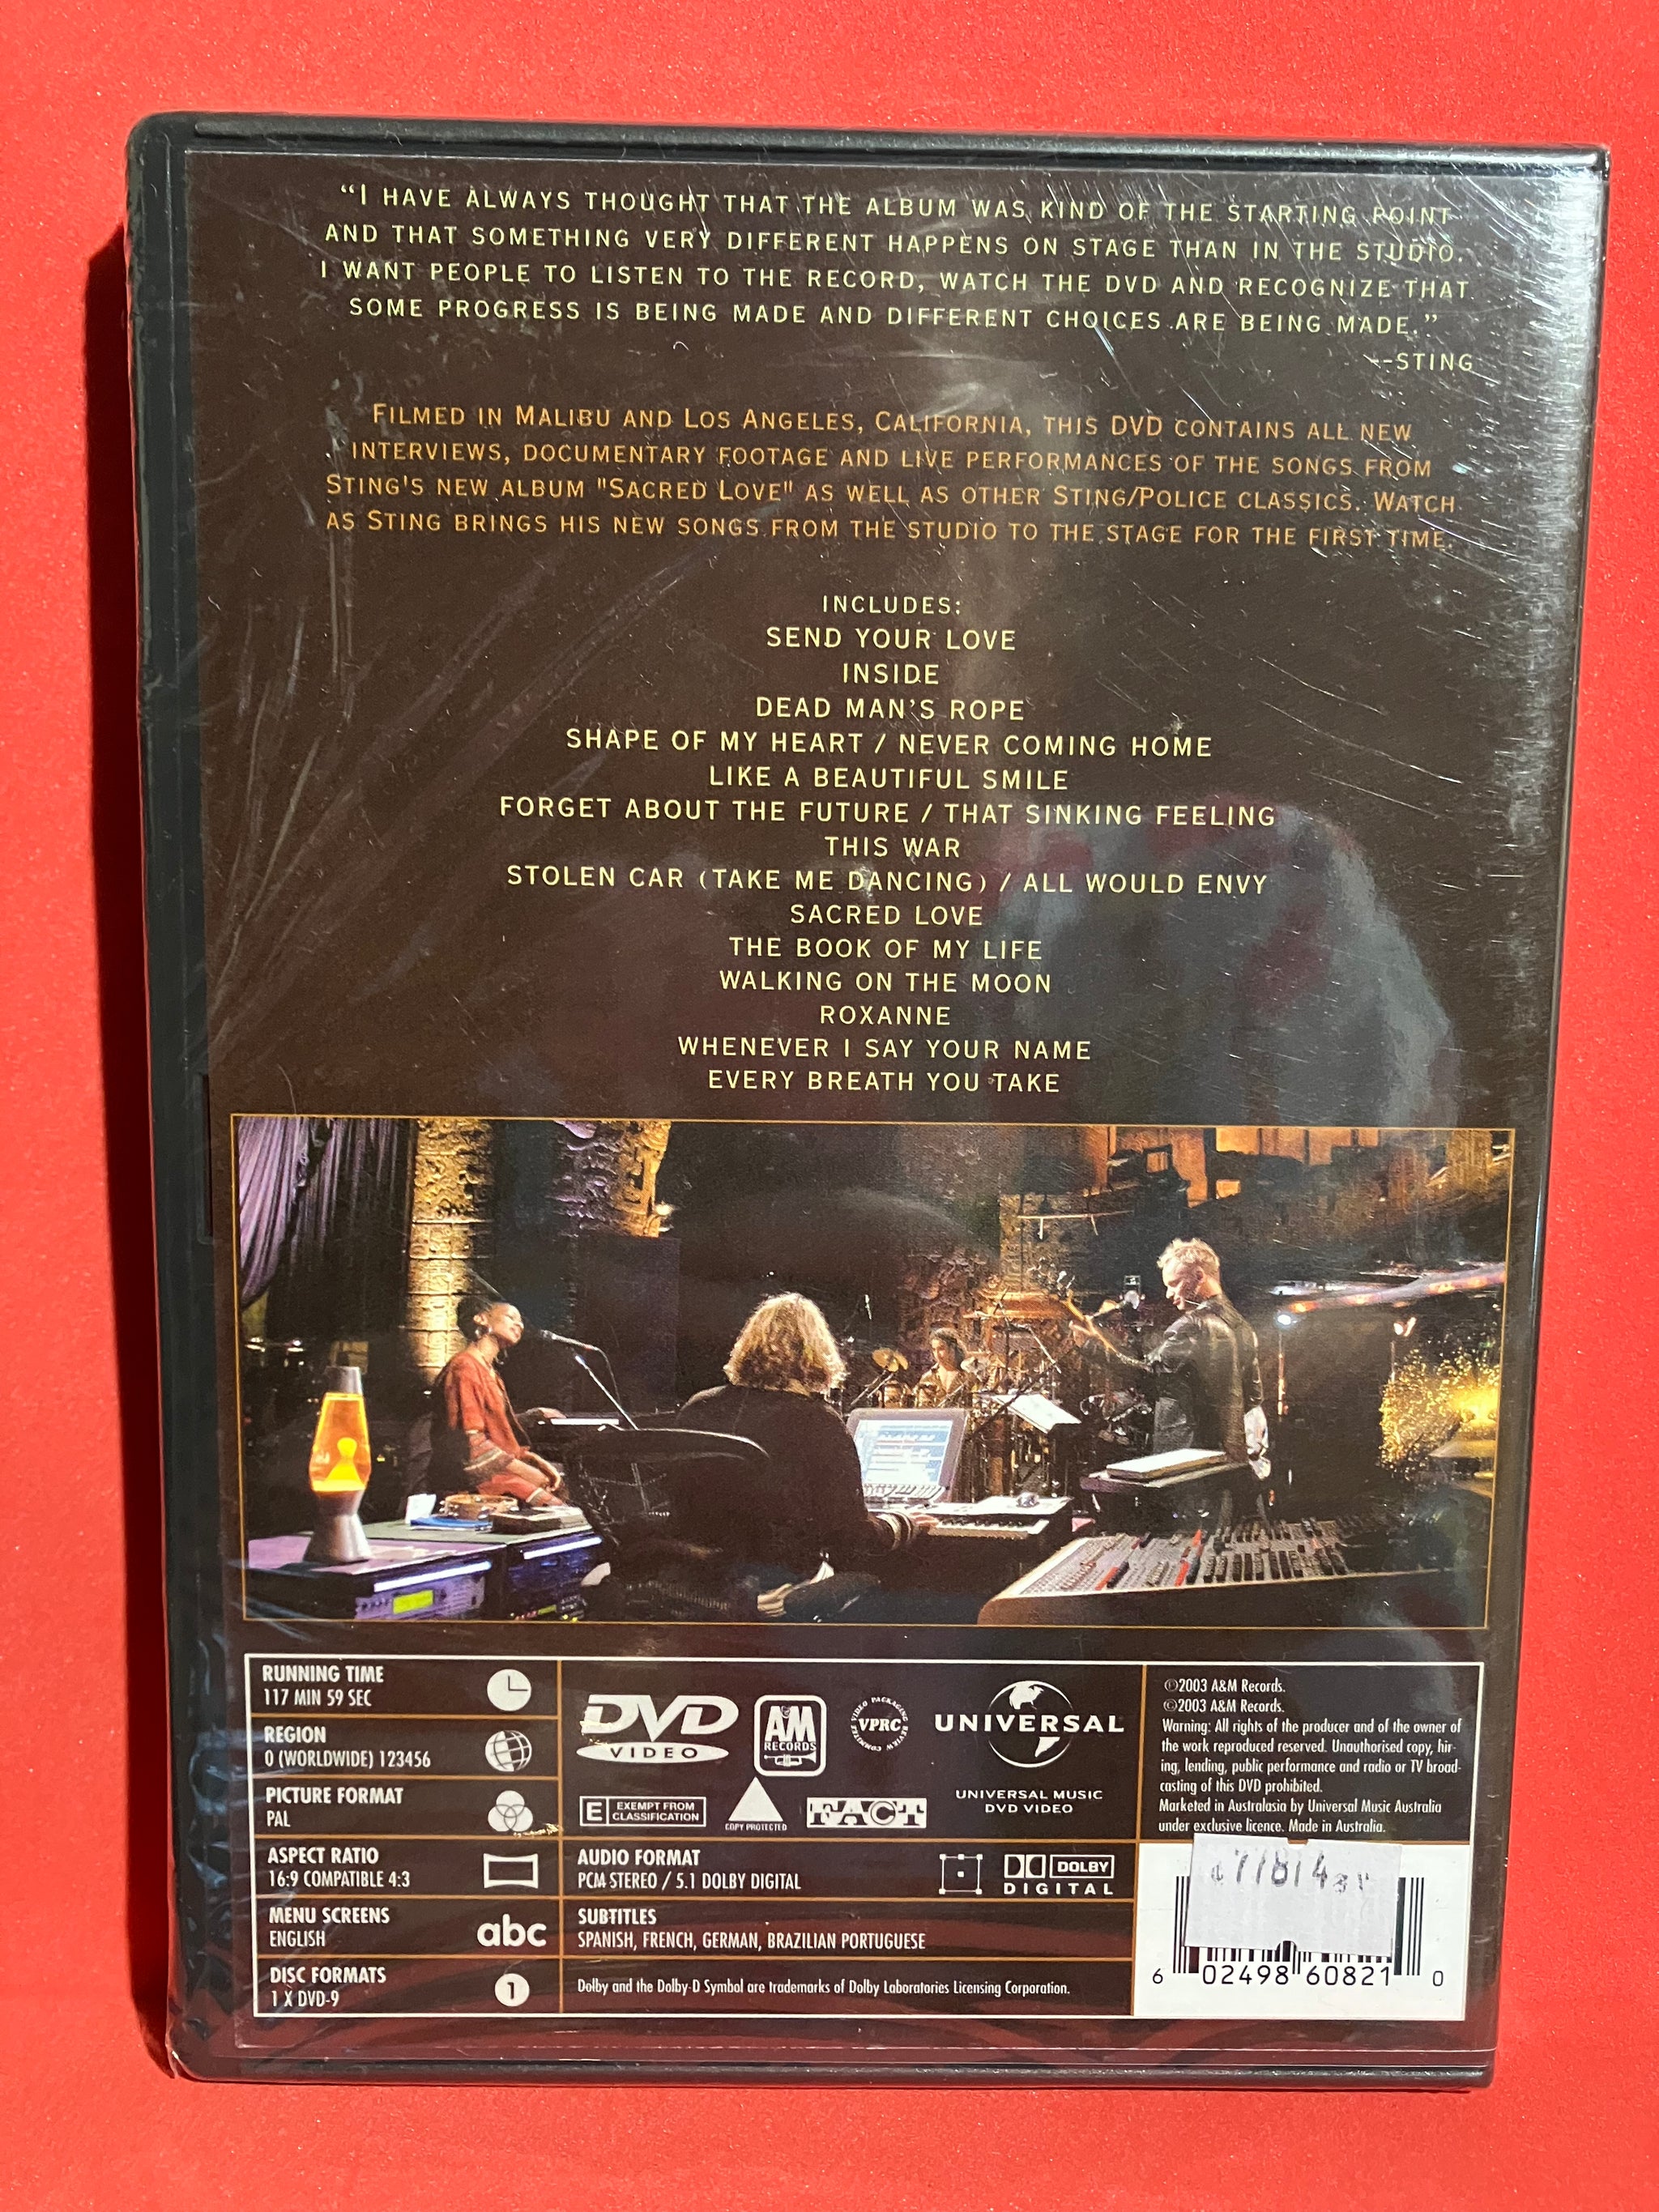 “I HAVE ALWAYS THOUGHT THAT THE ALBUM WAS KIND OF THE STARTING POINT
AND THAT SOMETHING VERY DIFFERENT HAPPENS ON STAGE THAN IN THE STUDIO.
I WANT PEOPLE TO LISTEN TO THE RECORD, WATCH THE DVD AND RECOGNIZE THAT
SOME PROGRESS IS BEING MADE AND DIFFERENT CHOICES ARE BEING MADE.”
--STING
FILMED IN MALIBU AND LOS ANGELES, CALIFORNIA, THIS DVD CONTAINS ALL NEW
INTERVIEWS, DOCUMENTARY FOOTAGE AND LIVE PERFORMANCES OF THE SONGS FROM
STING'S NEW ALBUM "SACRED LOVE" AS WELL AS OTHER STING/POLICE CLASSICS. WATCH
AS STING BRINGS HIS NEW SONGS FROM THE STUDIO TO THE STAGE FOR THE FIRST TIME.
INCLUDES:
SEND YOUR LOVE
INSIDE
DEAD MAN'S ROPE
SHAPE OF MY HEART / NEVER COMING HOME
LIKE A BEAUTIFUL SMILE
FORGET ABOUT THE FUTURE / THAT SINKING FEELING
THIS WAR
STOLEN CAR (TAKE ME DANCING) / ALL WOULD ENVY
SACRED LOVE
THE BOOK OF MY LIFE
WALKING ON THE MOON
ROXANNE
WHENEVER I SAY YOUR NAME
EVERY BREATH YOU TAKE
RUNNING TIME
117 MIN 59 SEC
REGION
0 (WORLDWIDE) 123456
PICTURE FORMAT
PAL
ASPECT RATIO
16:9 COMPATIBLE 4:3
MENU SCREENS
ENGLISH
abc
DISC FORMATS
1 X DVD-9
1
DVD
VIDEO
A&M
RECORDS
VIDEO PACKAGING REVIEW COMMITTEE
VPRC
UNIVERSAL
UNIVERSAL MUSIC
DVD VIDEO
E EXEMPT FROM
CLASSIFICATION
COPY PROTECTED
FACT
AUDIO FORMAT
PCM STEREO / 5.1 DOLBY DIGITAL
DOLBY
DIGITAL
SUBTITLES
SPANISH, FRENCH, GERMAN, BRAZILIAN PORTUGUESE
Dolby and the Dolby-D Symbol are trademarks of Dolby Laboratories Licensing Corporation.
℗2003 A&M Records.
©2003 A&M Records.
Warning: All rights of the producer and of the owner of
the work reproduced reserved. Unauthorised copy, hir-
ing, lending, public performance and radio or TV broad-
casting of this DVD prohibited.
Marketed in Australasia by Universal Music Australia
under exclusive licence. Made in Australia.
6 02498 60821 0